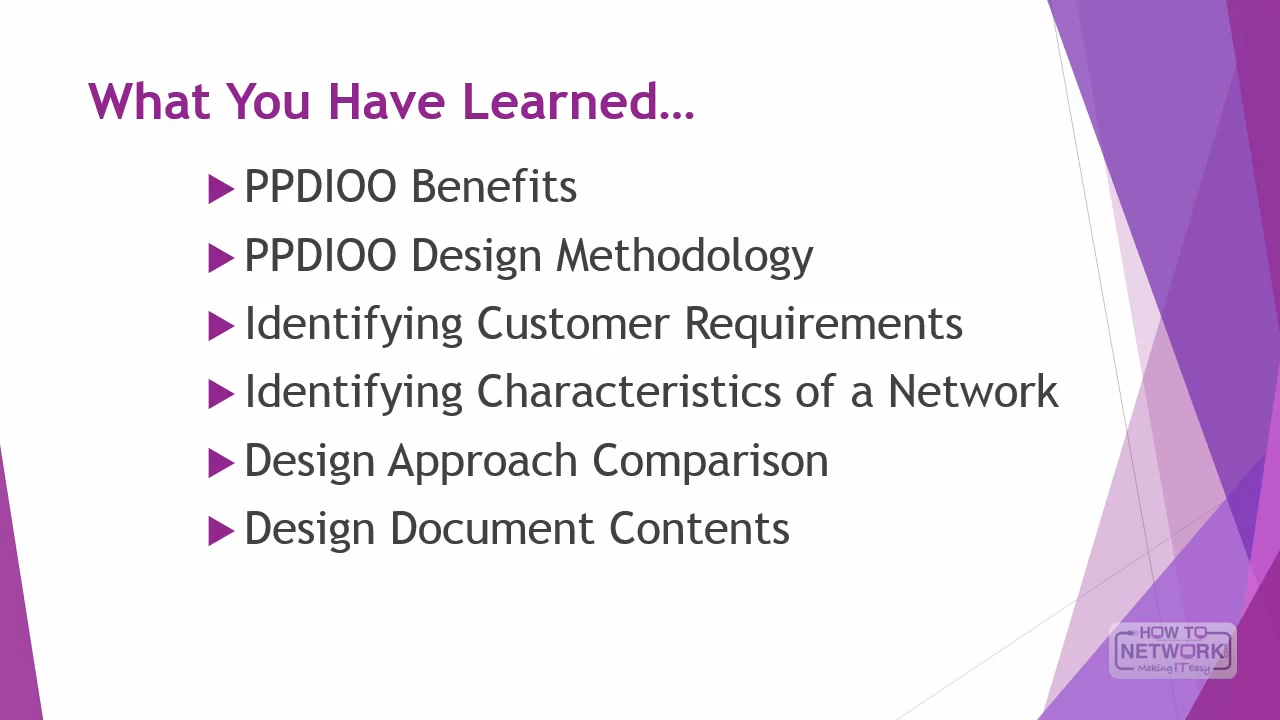 What You Have Learned...
PPDIOO Benefits
PPDIOO Design Methodology
Identifying Customer Requirements
Identifying Characteristics of a Network
Design Approach Comparison
Design Document Contents
HOW TO
NETWORK
Making IT Easy